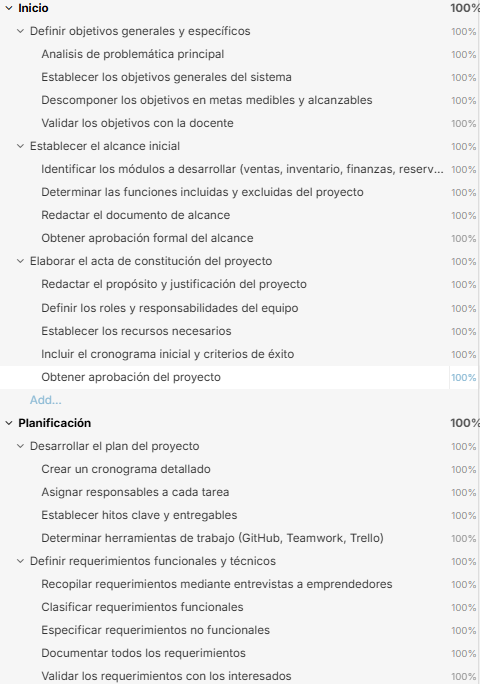 Inicio 100%
Definir objetivos generales y específicos 100%
Analisis de problemática principal 100%
Establecer los objetivos generales del sistema 100%
Descomponer los objetivos en metas medibles y alcanzables 100%
Validar los objetivos con la docente 100%
Establecer el alcance inicial 100%
Identificar los módulos a desarrollar (ventas, inventario, finanzas, reserv... 100%
Determinar las funciones incluidas y excluidas del proyecto 100%
Redactar el documento de alcance 100%
Obtener aprobación formal del alcance 100%
Elaborar el acta de constitución del proyecto 100%
Redactar el propósito y justificación del proyecto 100%
Definir los roles y responsabilidades del equipo 100%
Establecer los recursos necesarios 100%
Incluir el cronograma inicial y criterios de éxito 100%
Obtener aprobación del proyecto 100%
Add...
Planificación 100%
Desarrollar el plan del proyecto 100%
Crear un cronograma detallado 100%
Asignar responsables a cada tarea 100%
Establecer hitos clave y entregables 100%
Determinar herramientas de trabajo (GitHub, Teamwork, Trello) 100%
Definir requerimientos funcionales y técnicos 100%
Recopilar requerimientos mediante entrevistas a emprendedores 100%
Clasificar requerimientos funcionales 100%
Especificar requerimientos no funcionales 100%
Documentar todos los requerimientos 100%
Validar los requerimientos con los interesados 100%